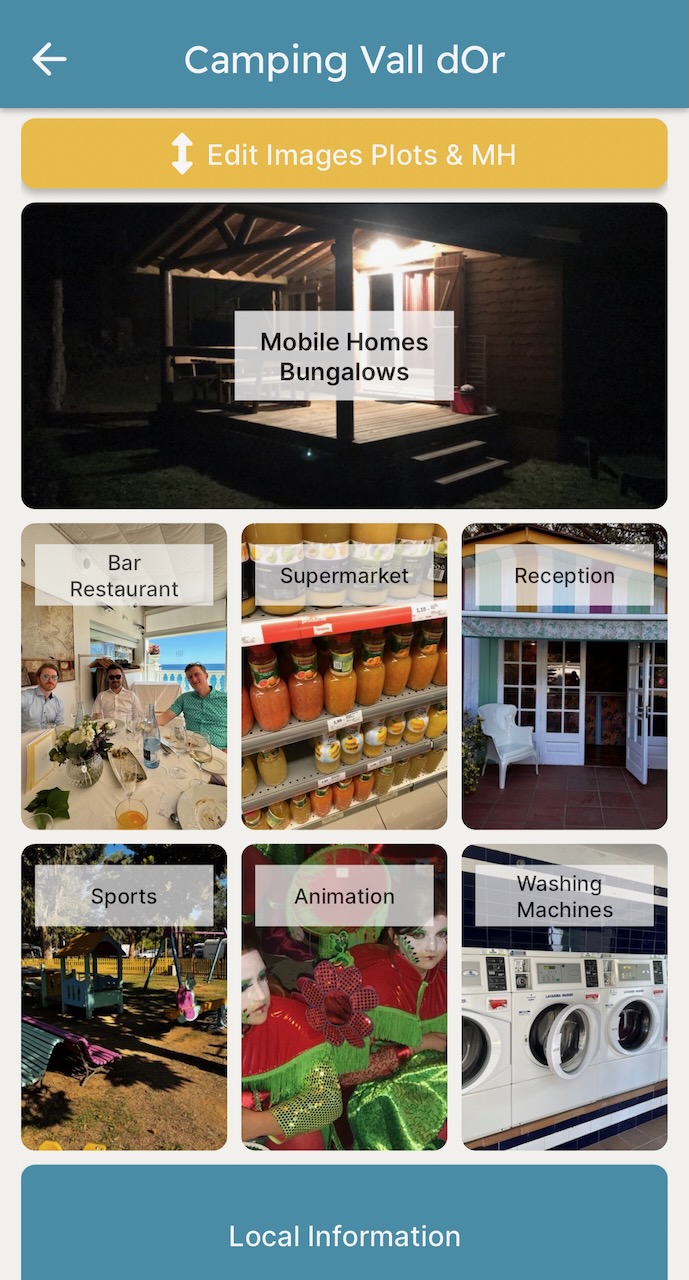 Camping Vall dOr
Edit Images Plots & MH
Mobile Homes
Bungalows
Bar
Restaurant
Supermarket
Reception
Sports
Animation
Washing
Machines
Local Information